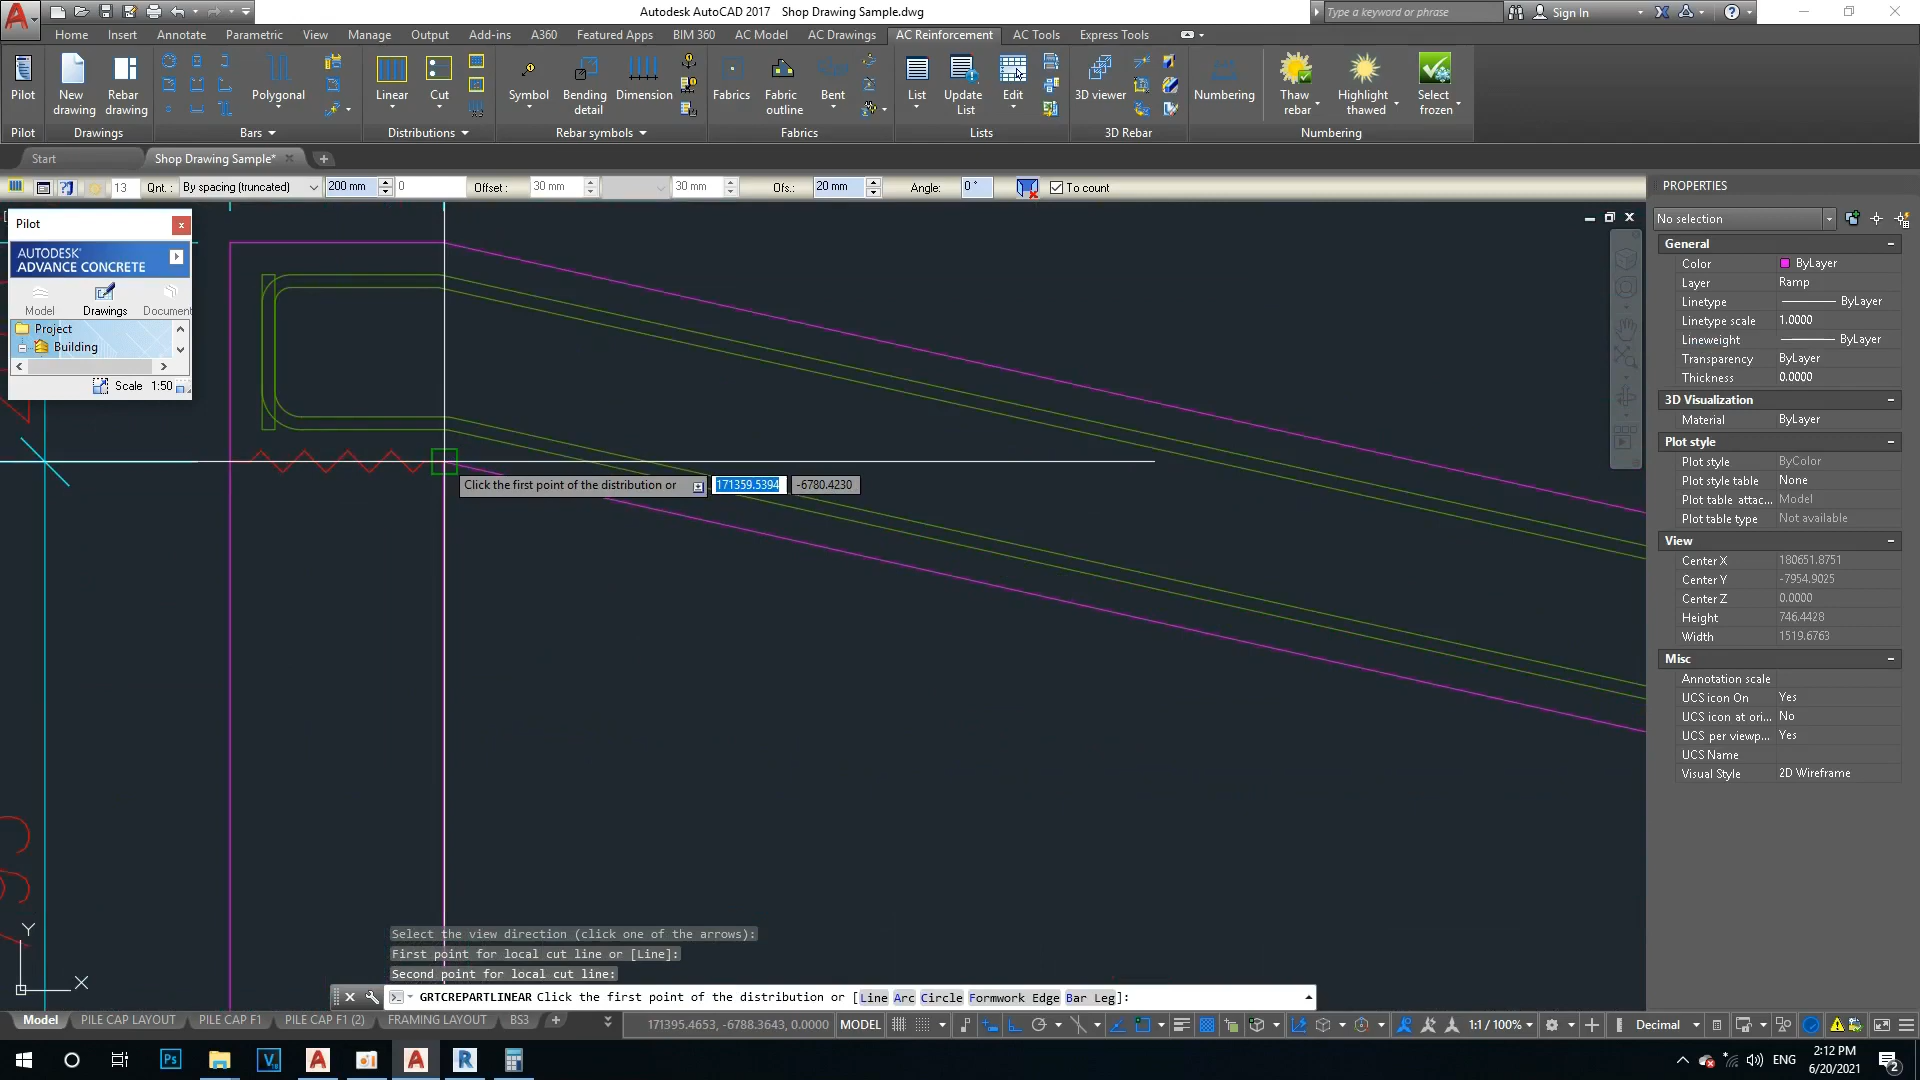 Autodesk AutoCAD 2017 Shop Drawing Sample.dwg
Type a keyword or phrase
Sign In
Home Insert Annotate Parametric View Manage Output Add-ins A360 Featured Apps BIM 360 AC Model AC Drawings AC Reinforcement AC Tools Express Tools
Pilot New drawing Rebar drawing Polygonal Linear Cut Symbol Bending detail Dimension Fabrics Fabric outline Bent List Update List Edit 3D viewer Numbering Thaw rebar Highlight thawed Select frozen
Pilot Drawings Bars Distributions Rebar symbols Fabrics Lists 3D Rebar Numbering
Start Shop Drawing Sample*
13 Qnt.: By spacing (truncated) 200 mm 0 Offset: 30 mm 30 mm Ofs.: 20 mm Angle: 0 ° To count
PROPERTIES
No selection
Pilot
AUTODESK
ADVANCE CONCRETE
Model Drawings Document
Project
Building
Scale 1:50
General
Color ByLayer
Layer Ramp
Linetype ByLayer
Linetype scale 1.0000
Lineweight ByLayer
Transparency ByLayer
Thickness 0.0000
3D Visualization
Material ByLayer
Plot style
Plot style ByColor
Plot style table None
Plot table attac... Model
Plot table type Not available
View
Center X 180651.8751
Center Y -7954.9025
Center Z 0.0000
Height 746.4428
Width 1519.6763
Misc
Annotation scale
UCS icon On Yes
UCS icon at ori... No
UCS per viewp... Yes
UCS Name
Visual Style 2D Wireframe
Click the first point of the distribution or 171359.5394 -6780.4230
Y
X
Select the view direction (click one of the arrows):
First point for local cut line or [Line]:
Second point for local cut line:
GRTCREPARTLINEAR Click the first point of the distribution or [Line Arc Circle Formwork Edge Bar Leg]:
Model PILE CAP LAYOUT PILE CAP F1 PILE CAP F1 (2) FRAMING LAYOUT BS3
171395.4653, -6788.3643, 0.0000 MODEL 1:1 / 100% Decimal
ENG
2:12 PM
6/20/2021
2